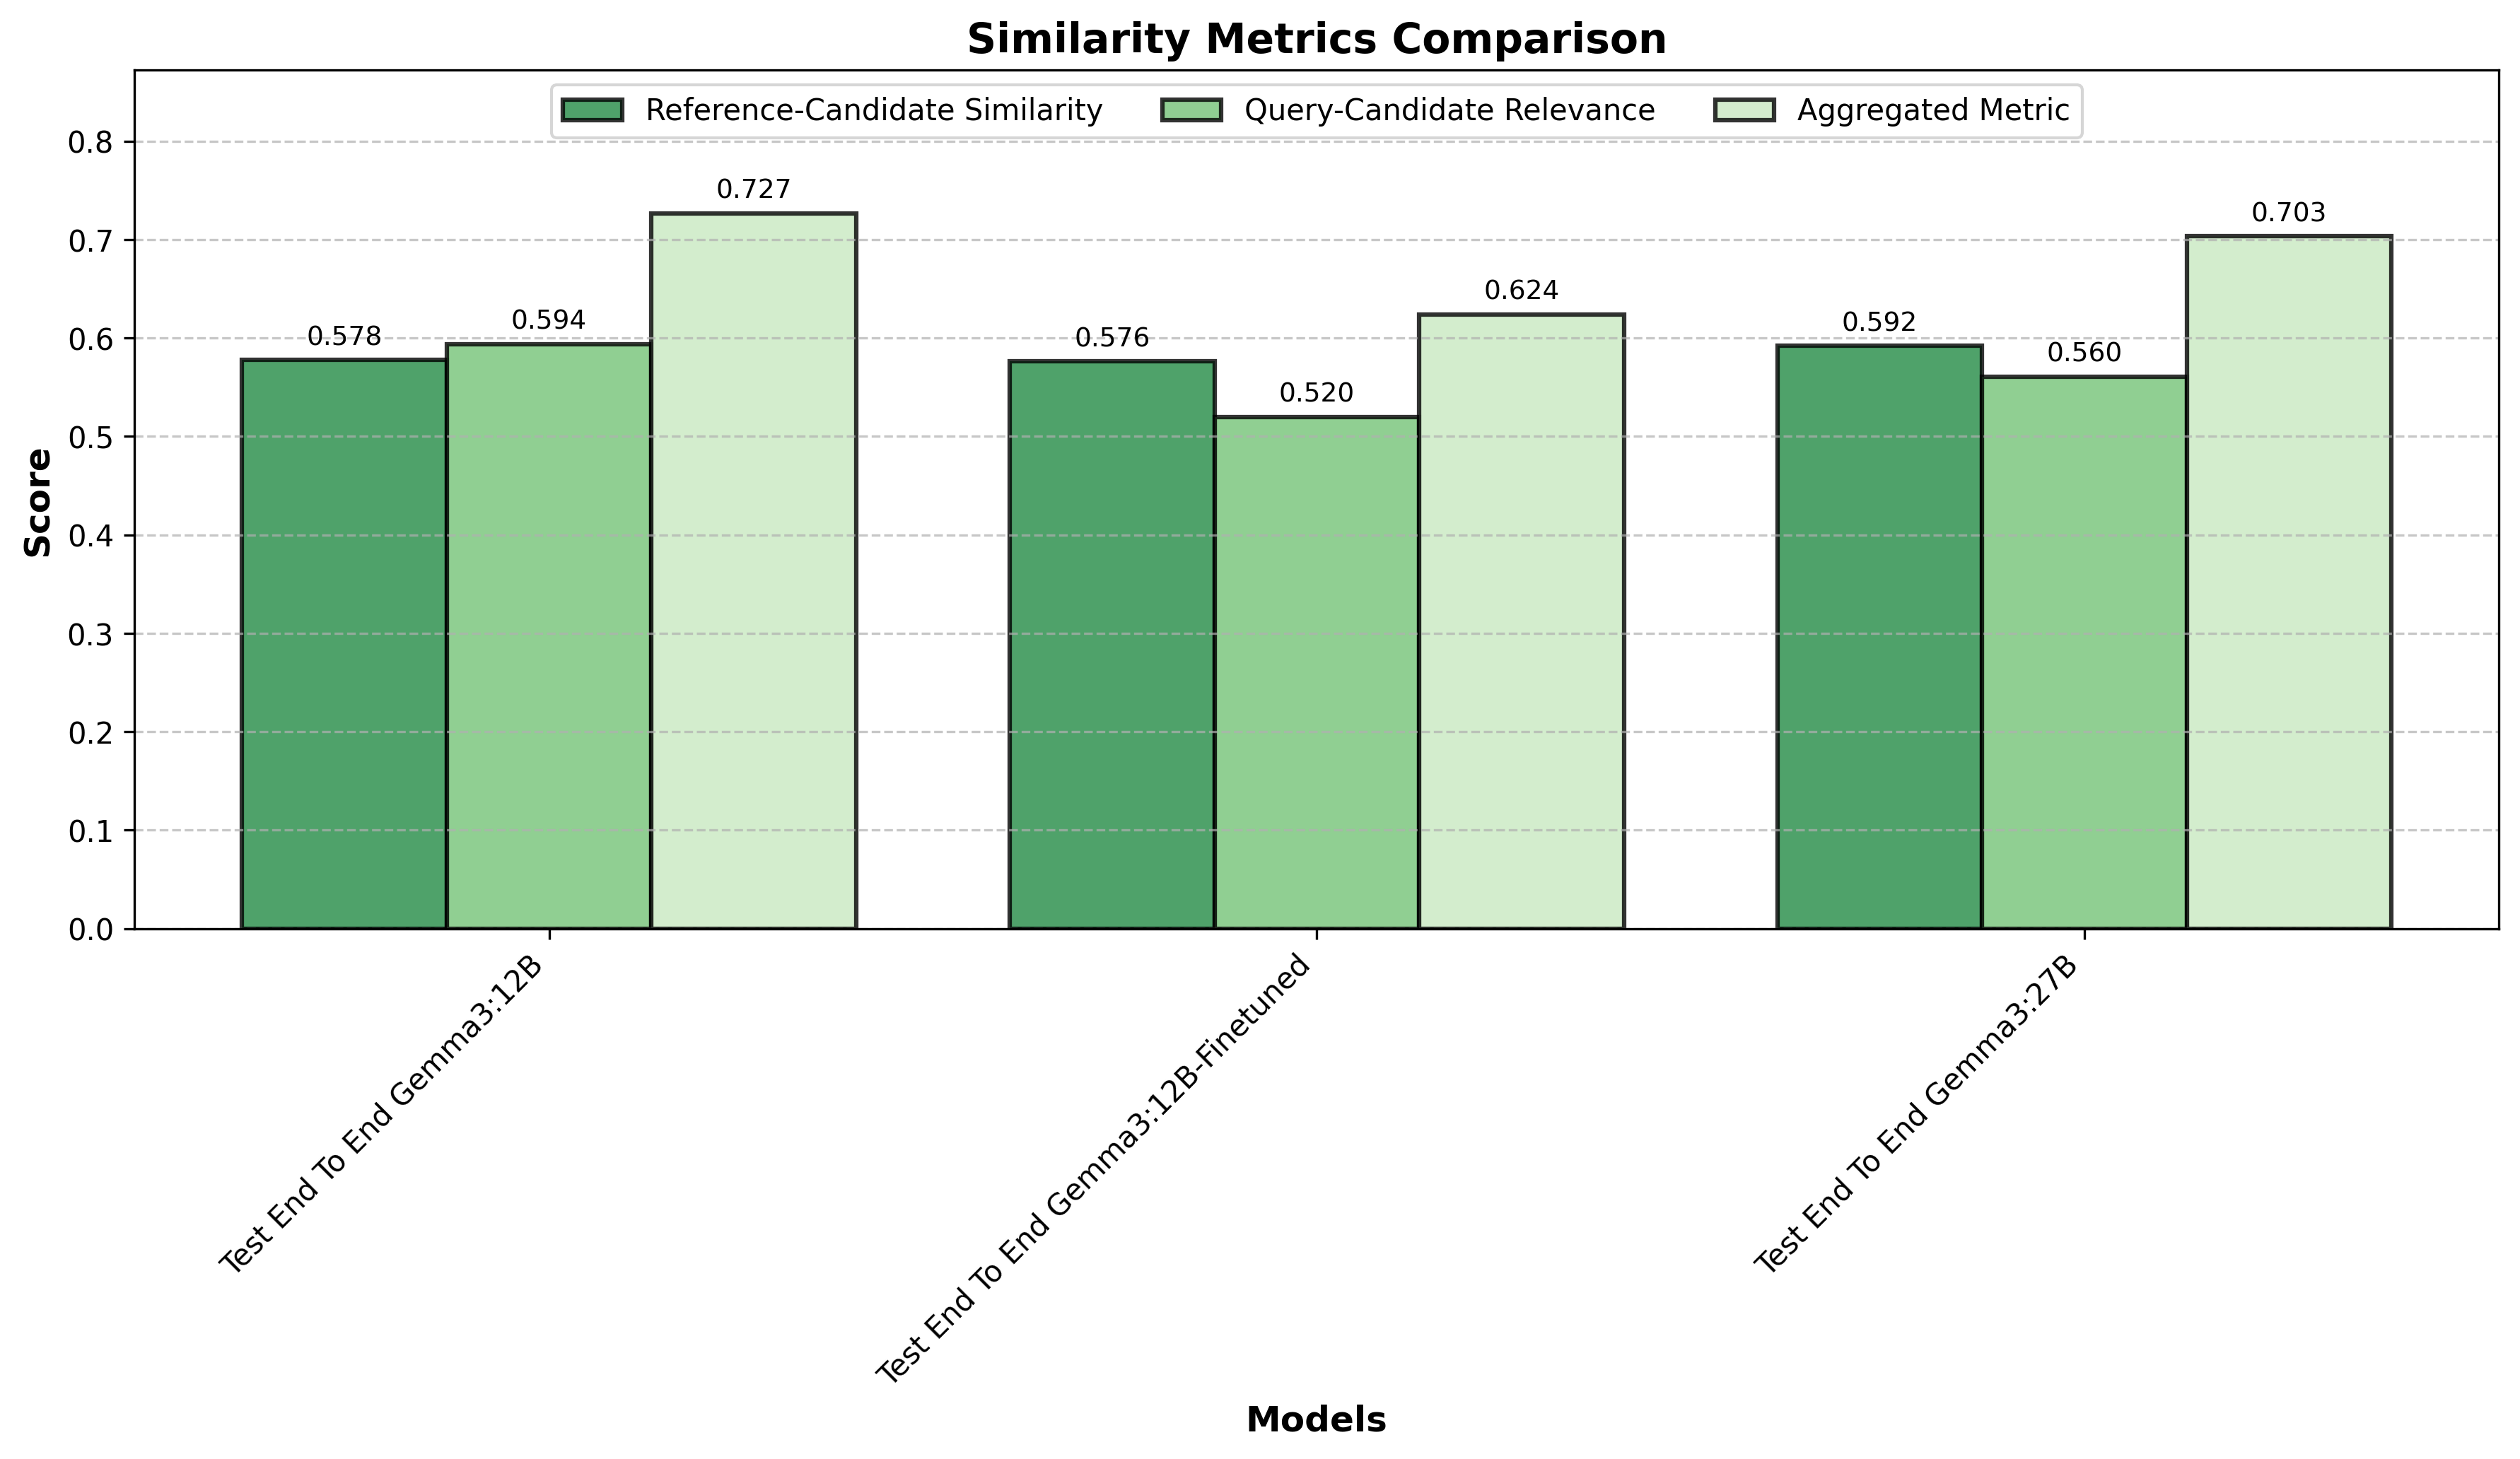 Similarity Metrics Comparison
Reference-Candidate Similarity
Query-Candidate Relevance
Aggregated Metric
Score
0.8
0.7
0.6
0.5
0.4
0.3
0.2
0.1
0.0
0.578
0.594
0.727
0.576
0.520
0.624
0.592
0.560
0.703
Test End To End Gemma3:12B
Test End To End Gemma3:12B-Finetuned
Test End To End Gemma3:27B
Models